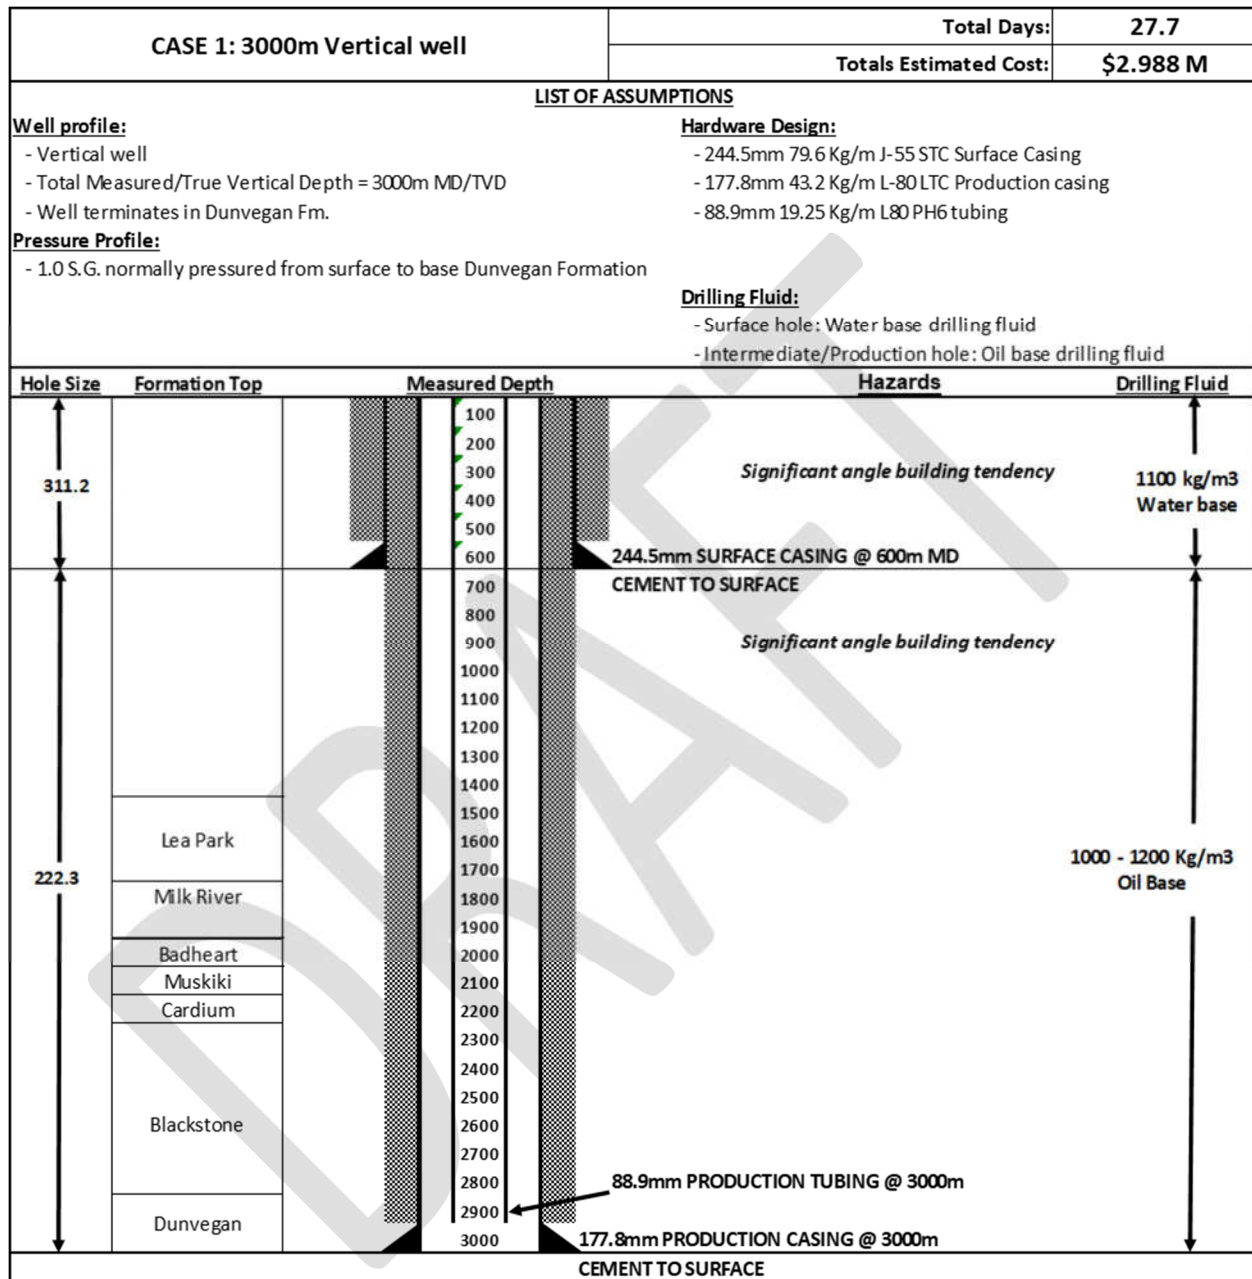 CASE 1: 3000m Vertical well
Total Days: 27.7
Totals Estimated Cost: $2.988 M
LIST OF ASSUMPTIONS
Well profile:
- Vertical well
- Total Measured/True Vertical Depth = 3000m MD/TVD
- Well terminates in Dunvegan Fm.
Pressure Profile:
- 1.0 S.G. normally pressured from surface to base Dunvegan Formation
Hardware Design:
- 244.5mm 79.6 Kg/m J-55 STC Surface Casing
- 177.8mm 43.2 Kg/m L-80 LTC Production casing
- 88.9mm 19.25 Kg/m L80 PH6 tubing
Drilling Fluid:
- Surface hole: Water base drilling fluid
- Intermediate/Production hole: Oil base drilling fluid
Hole Size Formation Top Measured Depth Hazards Drilling Fluid
311.2
222.3
Lea Park
Milk River
Badheart
Muskiki
Cardium
Blackstone
Dunvegan
100
200
300
400
500
600
700
800
900
1000
1100
1200
1300
1400
1500
1600
1700
1800
1900
2000
2100
2200
2300
2400
2500
2600
2700
2800
2900
3000
Significant angle building tendency
244.5mm SURFACE CASING @ 600m MD
CEMENT TO SURFACE
Significant angle building tendency
88.9mm PRODUCTION TUBING @ 3000m
177.8mm PRODUCTION CASING @ 3000m
CEMENT TO SURFACE
1100 kg/m3
Water base
1000 - 1200 Kg/m3
Oil Base
DRAFT